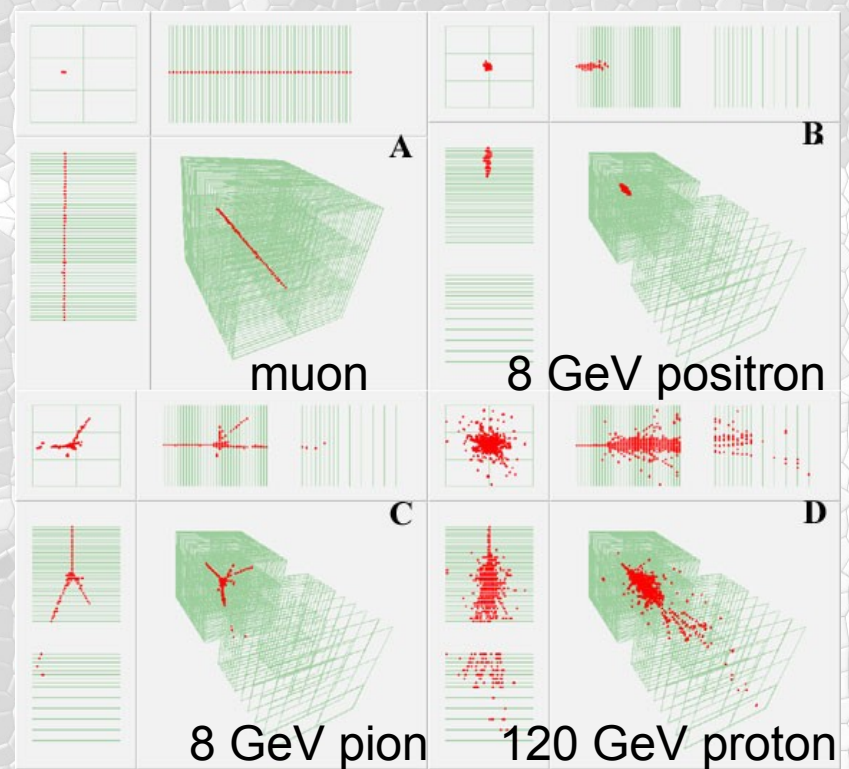 A
B
muon
8 GeV positron
C
D
8 GeV pion
120 GeV proton